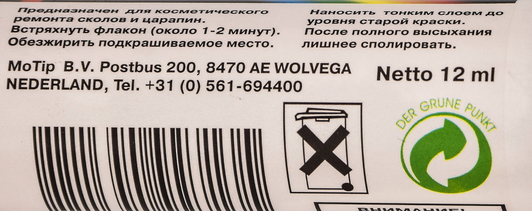 Предназначен для косметического
ремонта сколов и царапин.
Встряхнуть флакон (около 1-2 минут).
Обезжирить подкрашиваемое место.
Наносить тонким слоем до
уровня старой краски.
После полного высыхания
лишнее сполировать.
MoTip B.V. Postbus 200, 8470 AE WOLVEGA
NEDERLAND, Tel. +31 (0) 561-694400
Netto 12 ml
DER GRÜNE PUNKT
ВНИМАНИЕ!